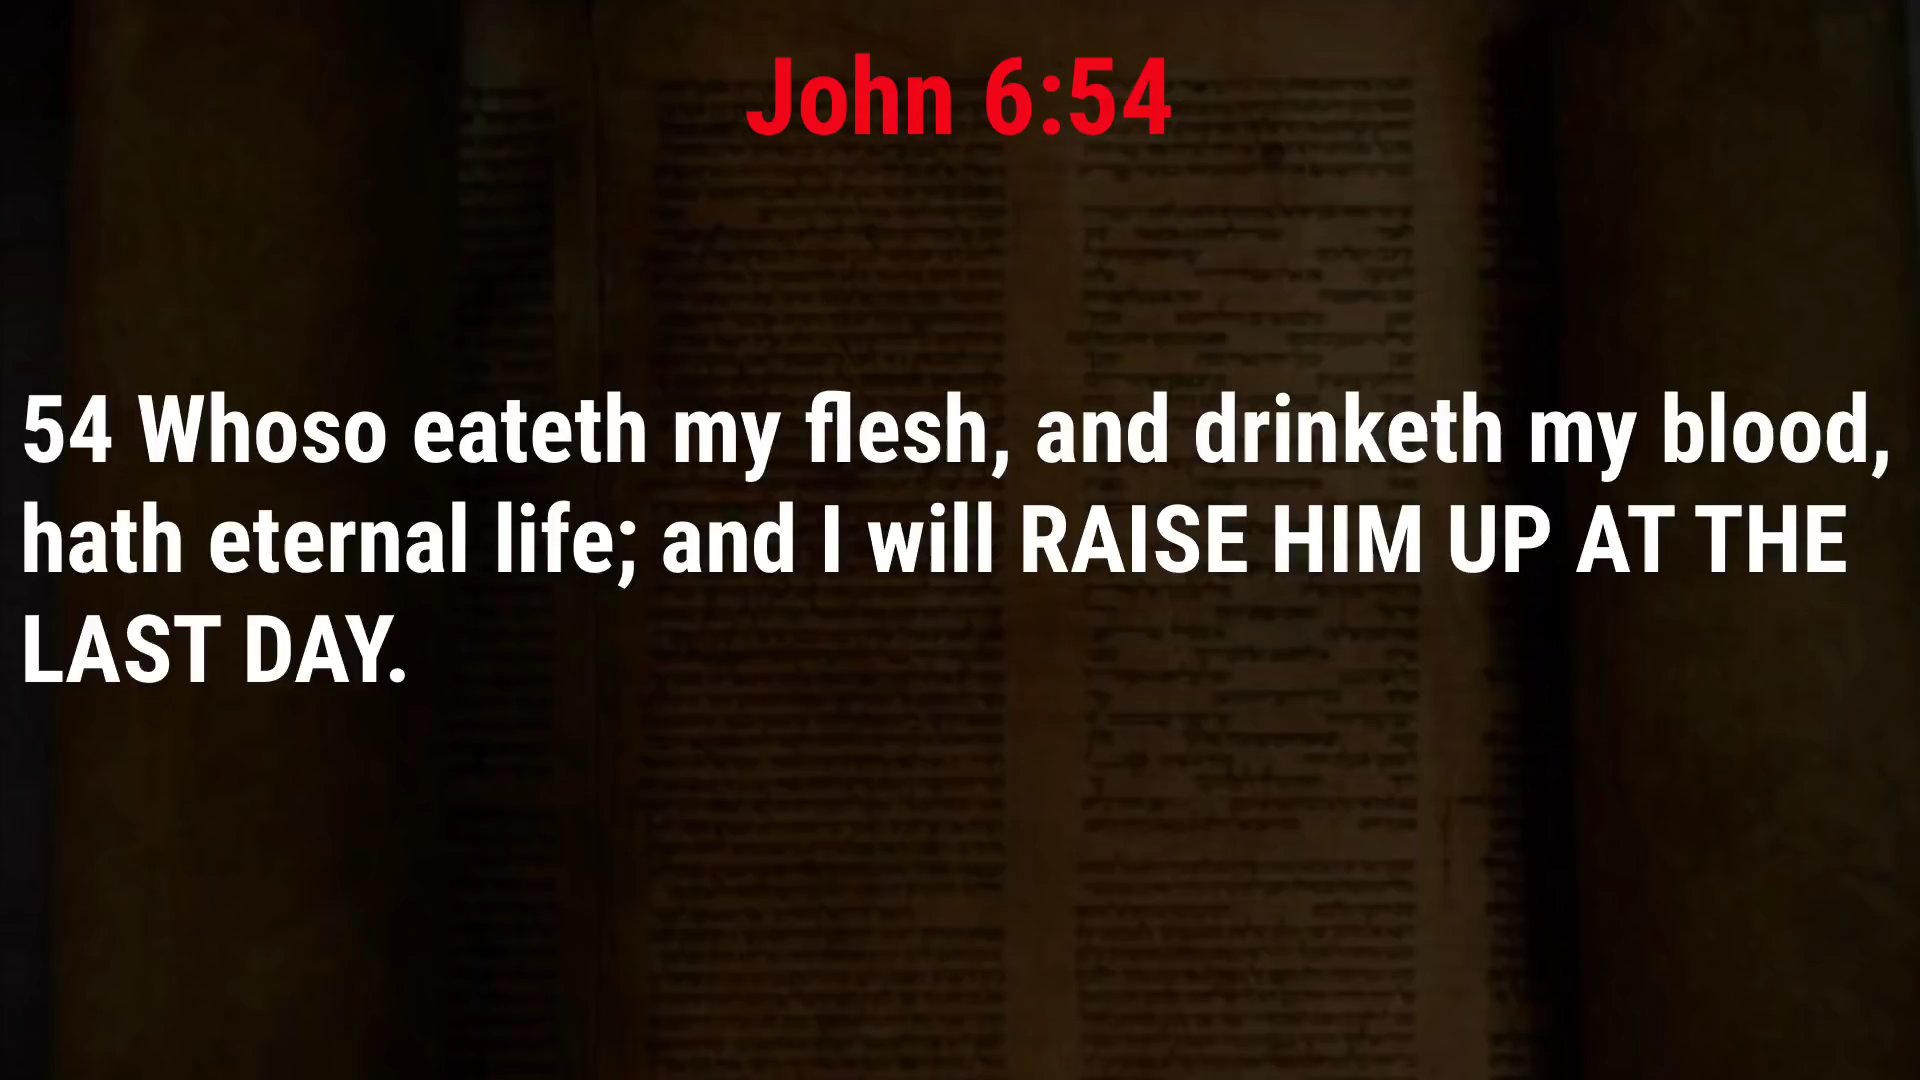 John 6:54
54 Whoso eateth my flesh, and drinketh my blood,
hath eternal life; and I will RAISE HIM UP AT THE
LAST DAY.